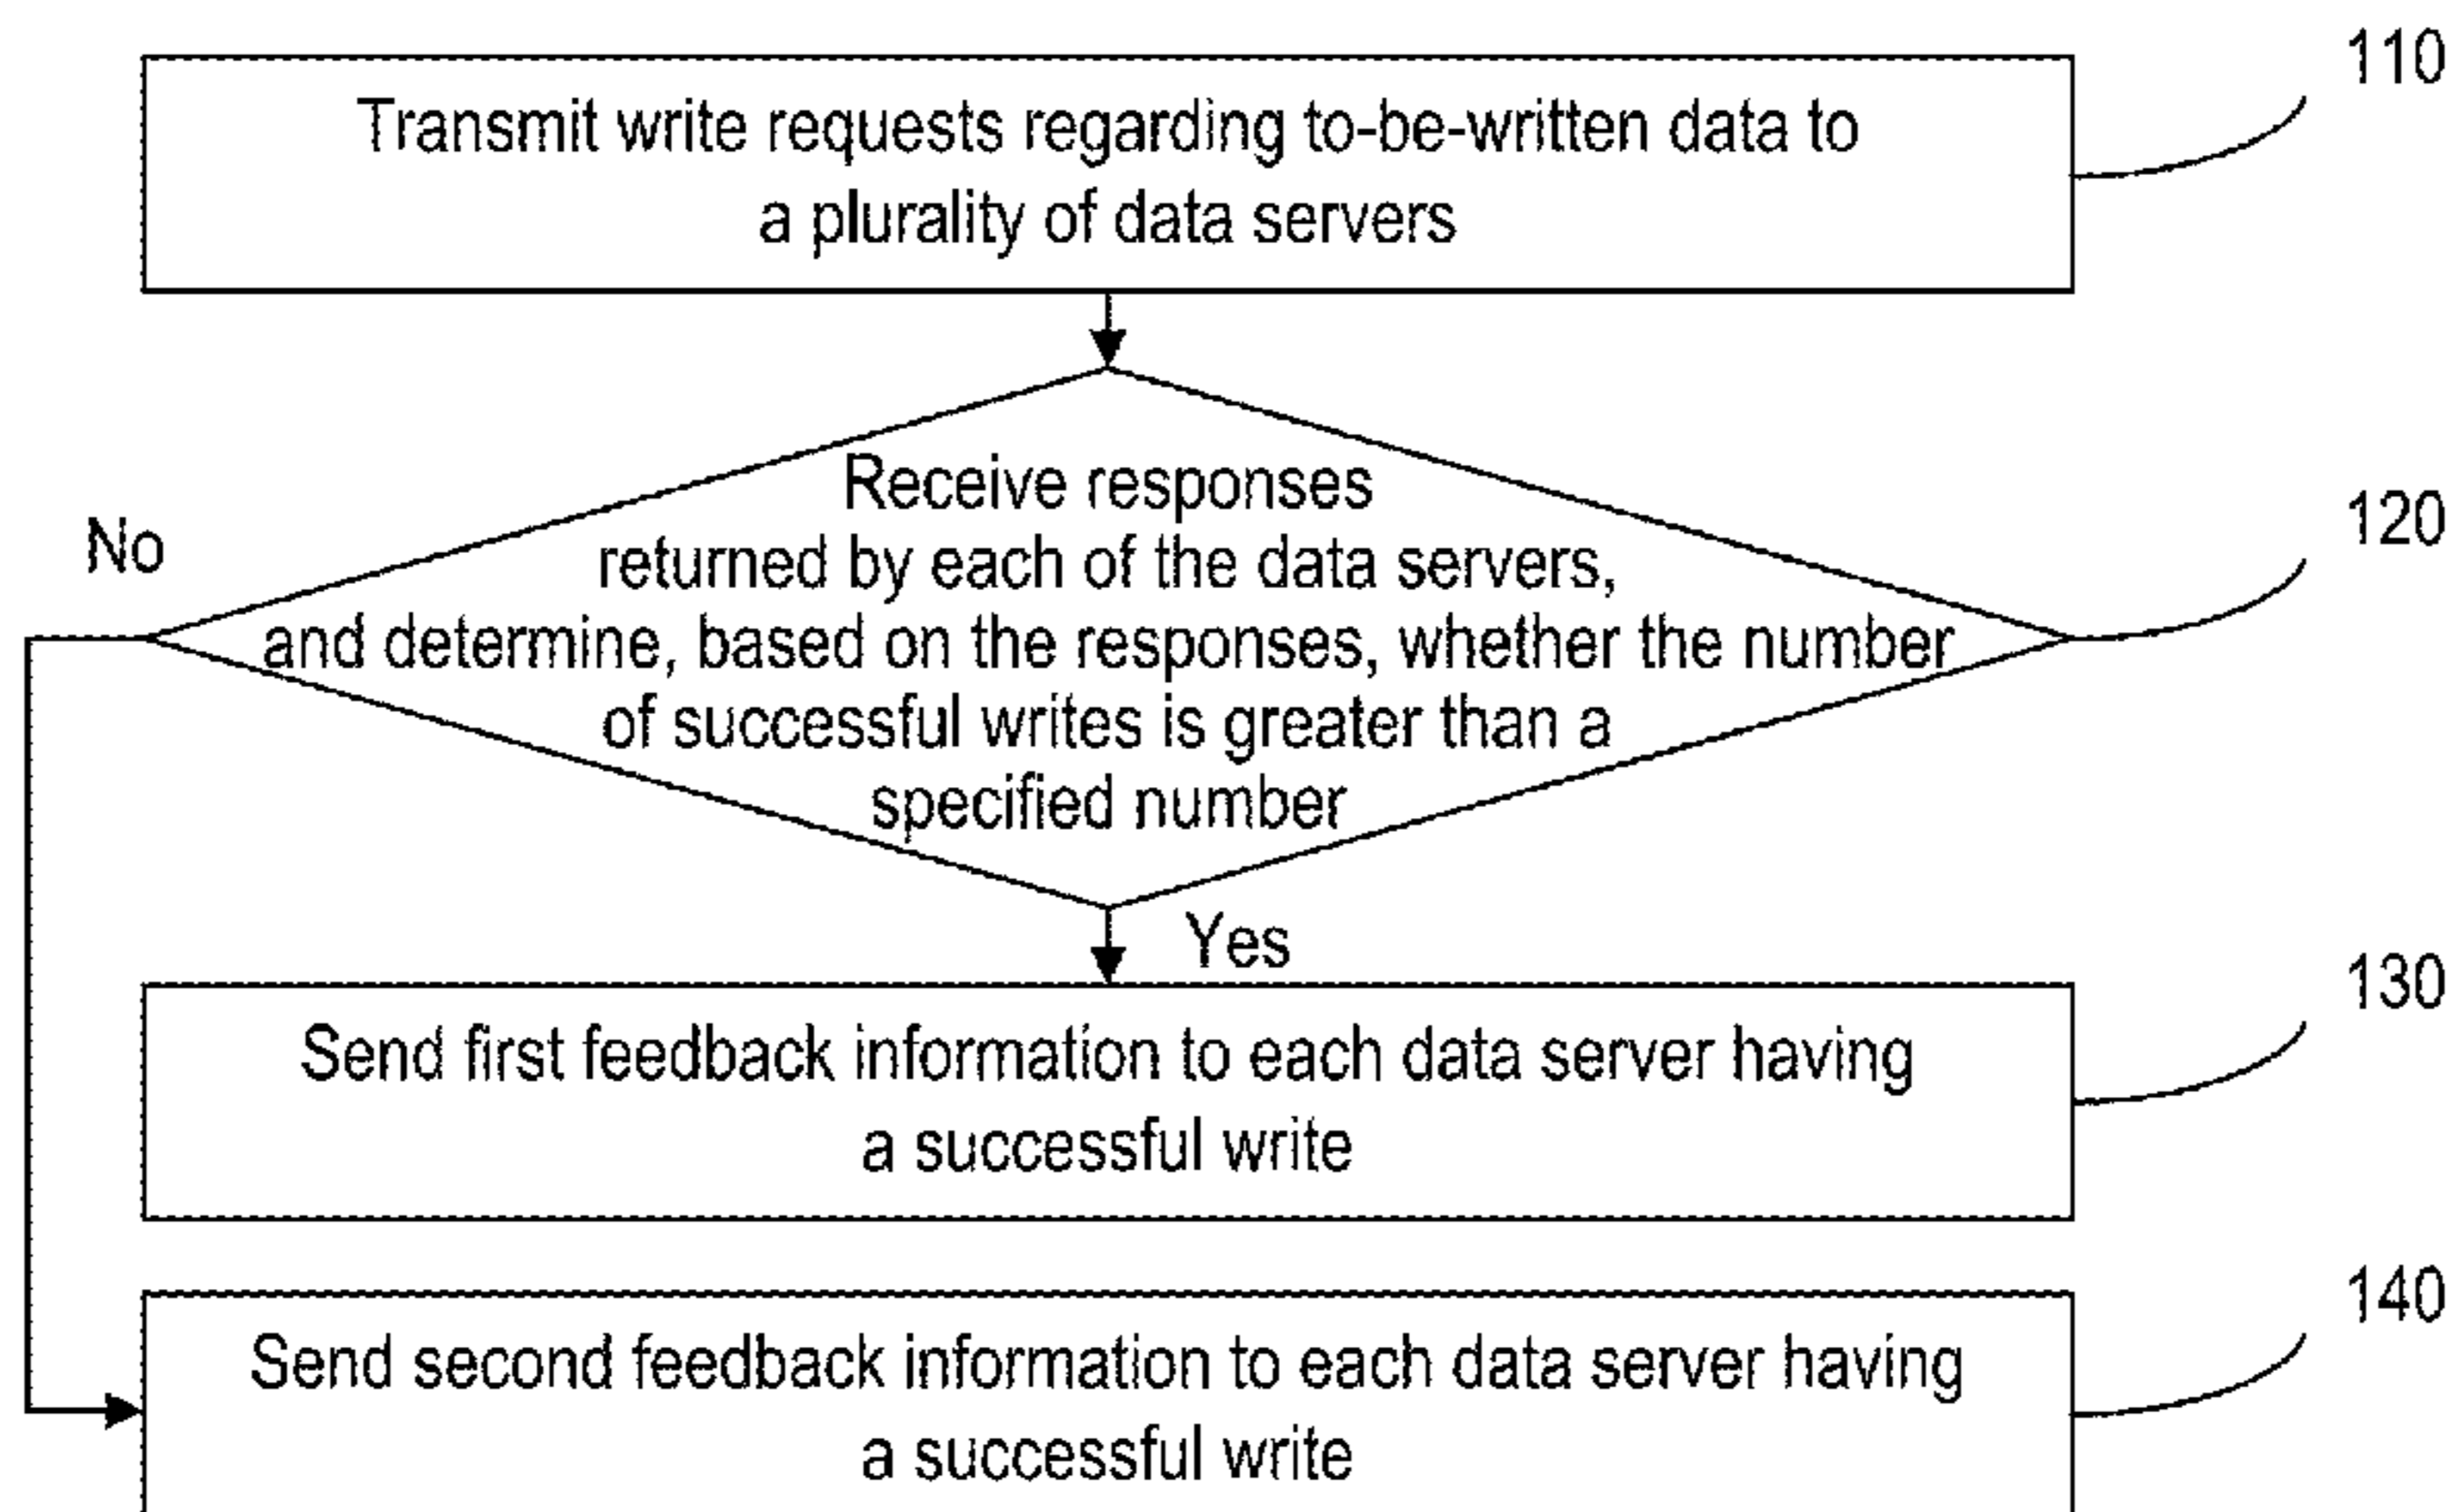 110
Transmit write requests regarding to-be-written data to
a plurality of data servers
120
No
Receive responses
returned by each of the data servers,
and determine, based on the responses, whether the number
of successful writes is greater than a
specified number
Yes
130
Send first feedback information to each data server having
a successful write
140
Send second feedback information to each data server having
a successful write